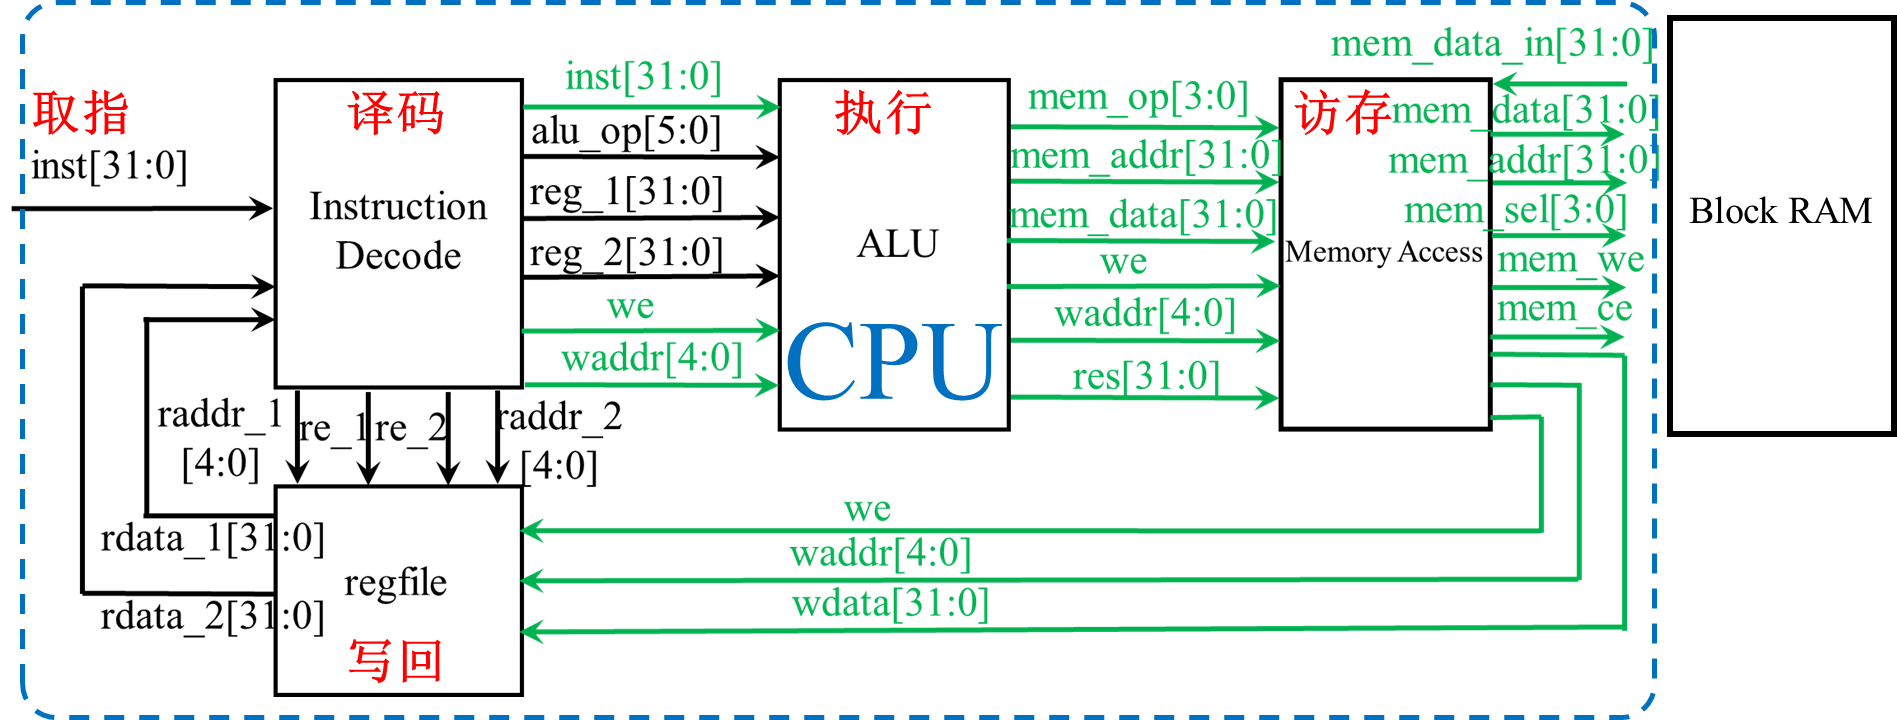 取指
inst[31:0]
译码
Instruction
Decode
inst[31:0]
alu_op[5:0]
reg_1[31:0]
reg_2[31:0]
we
waddr[4:0]
执行
ALU
CPU
mem_op[3:0]
mem_addr[31:0]
mem_data[31:0]
we
waddr[4:0]
res[31:0]
访存
Memory Access
mem_data_in[31:0]
mem_data[31:0]
mem_addr[31:0]
mem_sel[3:0]
mem_we
mem_ce
Block RAM
raddr_1
[4:0]
re_1
re_2
raddr_2
[4:0]
rdata_1[31:0]
rdata_2[31:0]
regfile
写回
we
waddr[4:0]
wdata[31:0]